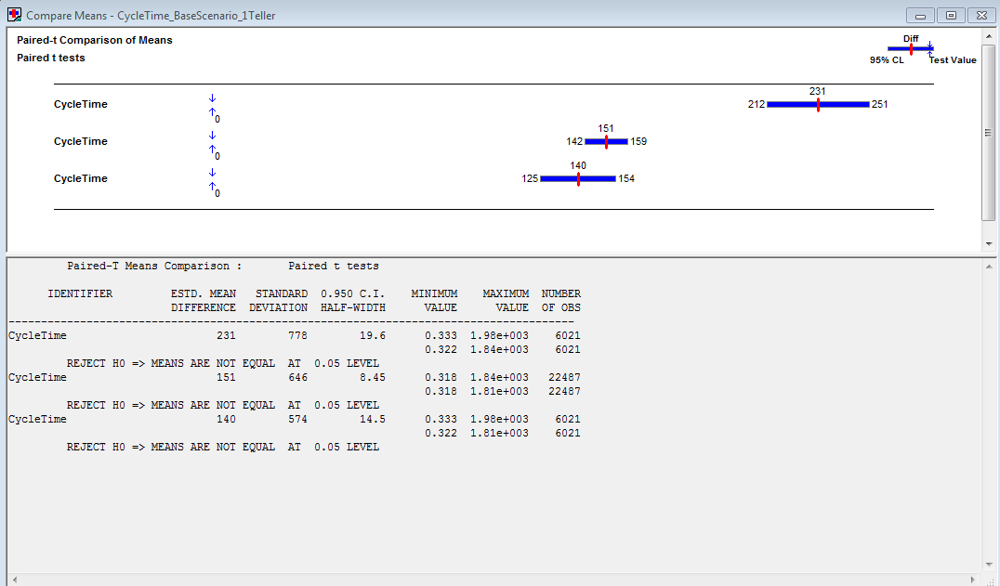 Compare Means - CycleTime_BaseScenario_1Teller
Paired-t Comparison of Means
Diff
Paired t tests
95% CL Test Value
231
CycleTime 0 212 251
151
CycleTime 0 142 159
140
CycleTime 0 125 154
Paired-T Means Comparison : Paired t tests
IDENTIFIER ESTD. MEAN STANDARD 0.950 C.I. MINIMUM MAXIMUM NUMBER
DIFFERENCE DEVIATION HALF-WIDTH VALUE VALUE OF OBS
CycleTime 231 778 19.6 0.333 1.98e+003 6021
0.322 1.84e+003 6021
REJECT H0 => MEANS ARE NOT EQUAL AT 0.05 LEVEL
CycleTime 151 646 8.45 0.318 1.84e+003 22487
0.318 1.81e+003 22487
REJECT H0 => MEANS ARE NOT EQUAL AT 0.05 LEVEL
CycleTime 140 574 14.5 0.333 1.98e+003 6021
0.322 1.81e+003 6021
REJECT H0 => MEANS ARE NOT EQUAL AT 0.05 LEVEL